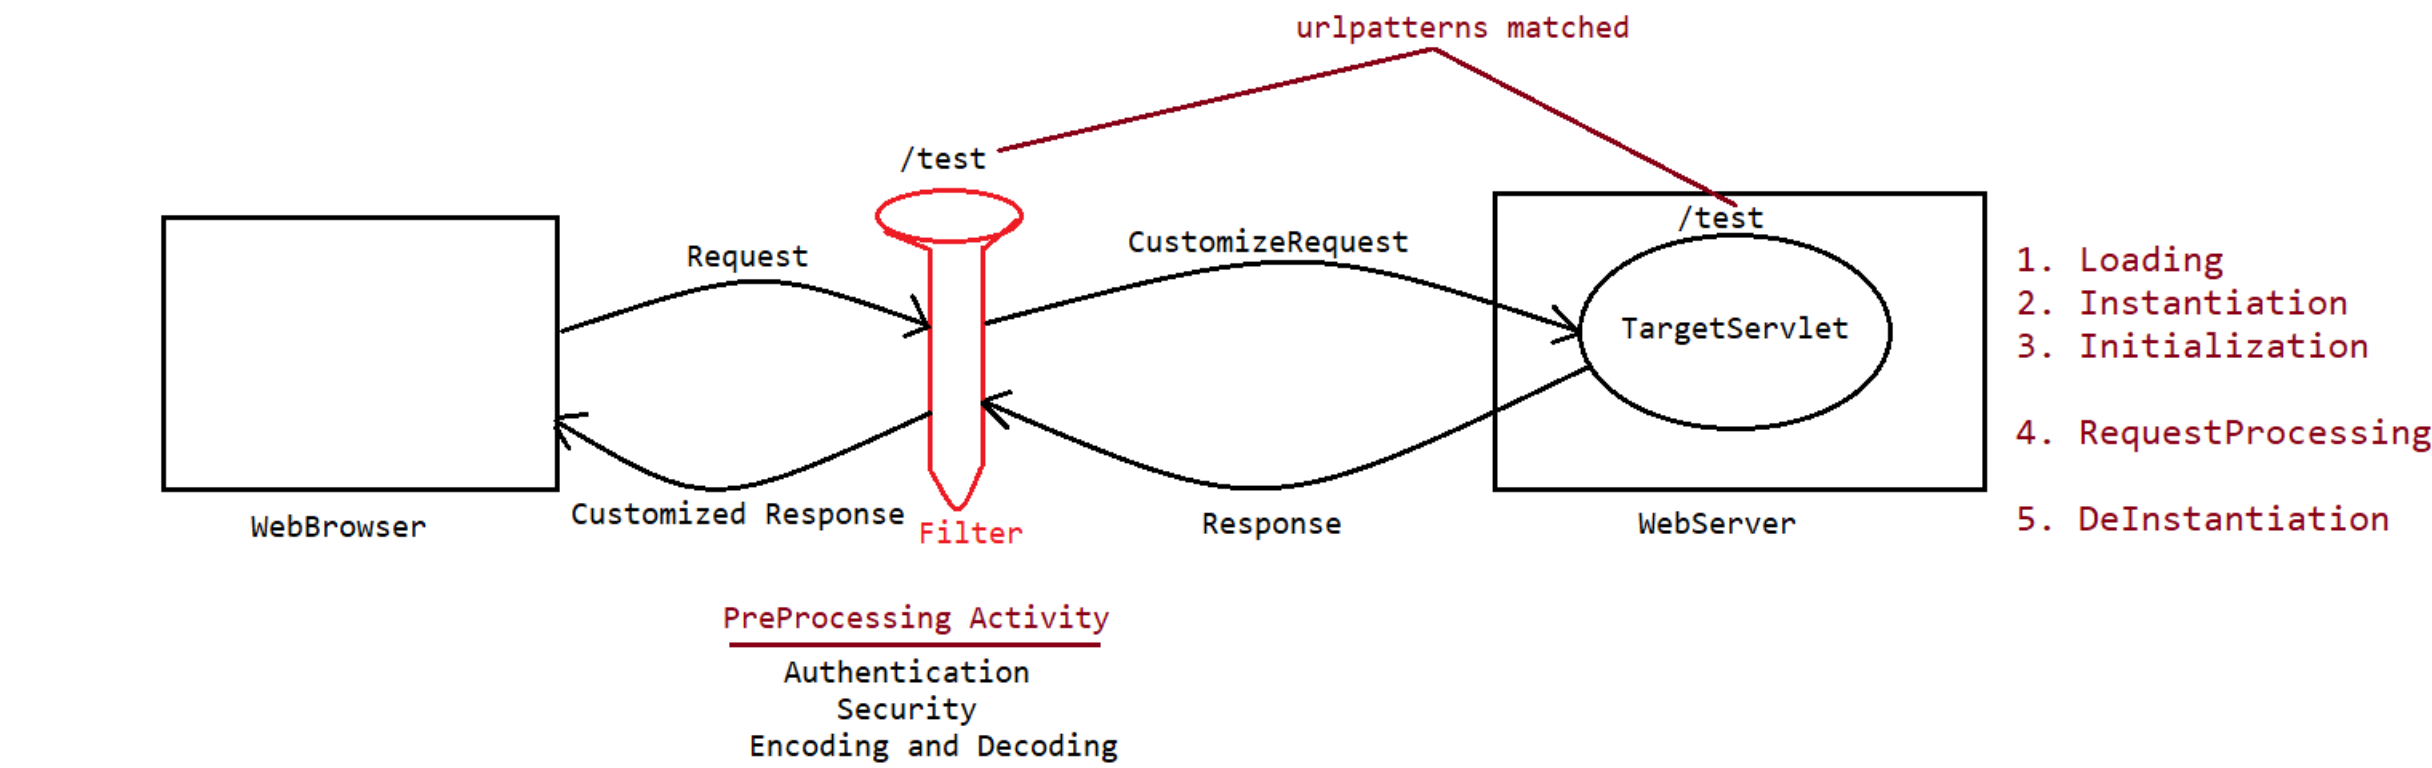 urlpatterns matched
/test
/test
Request
CustomizeRequest
TargetServlet
1. Loading
2. Instantiation
3. Initialization
4. RequestProcessing
5. DeInstantiation
WebBrowser
Customized Response
Filter
Response
WebServer
PreProcessing Activity
Authentication
Security
Encoding and Decoding